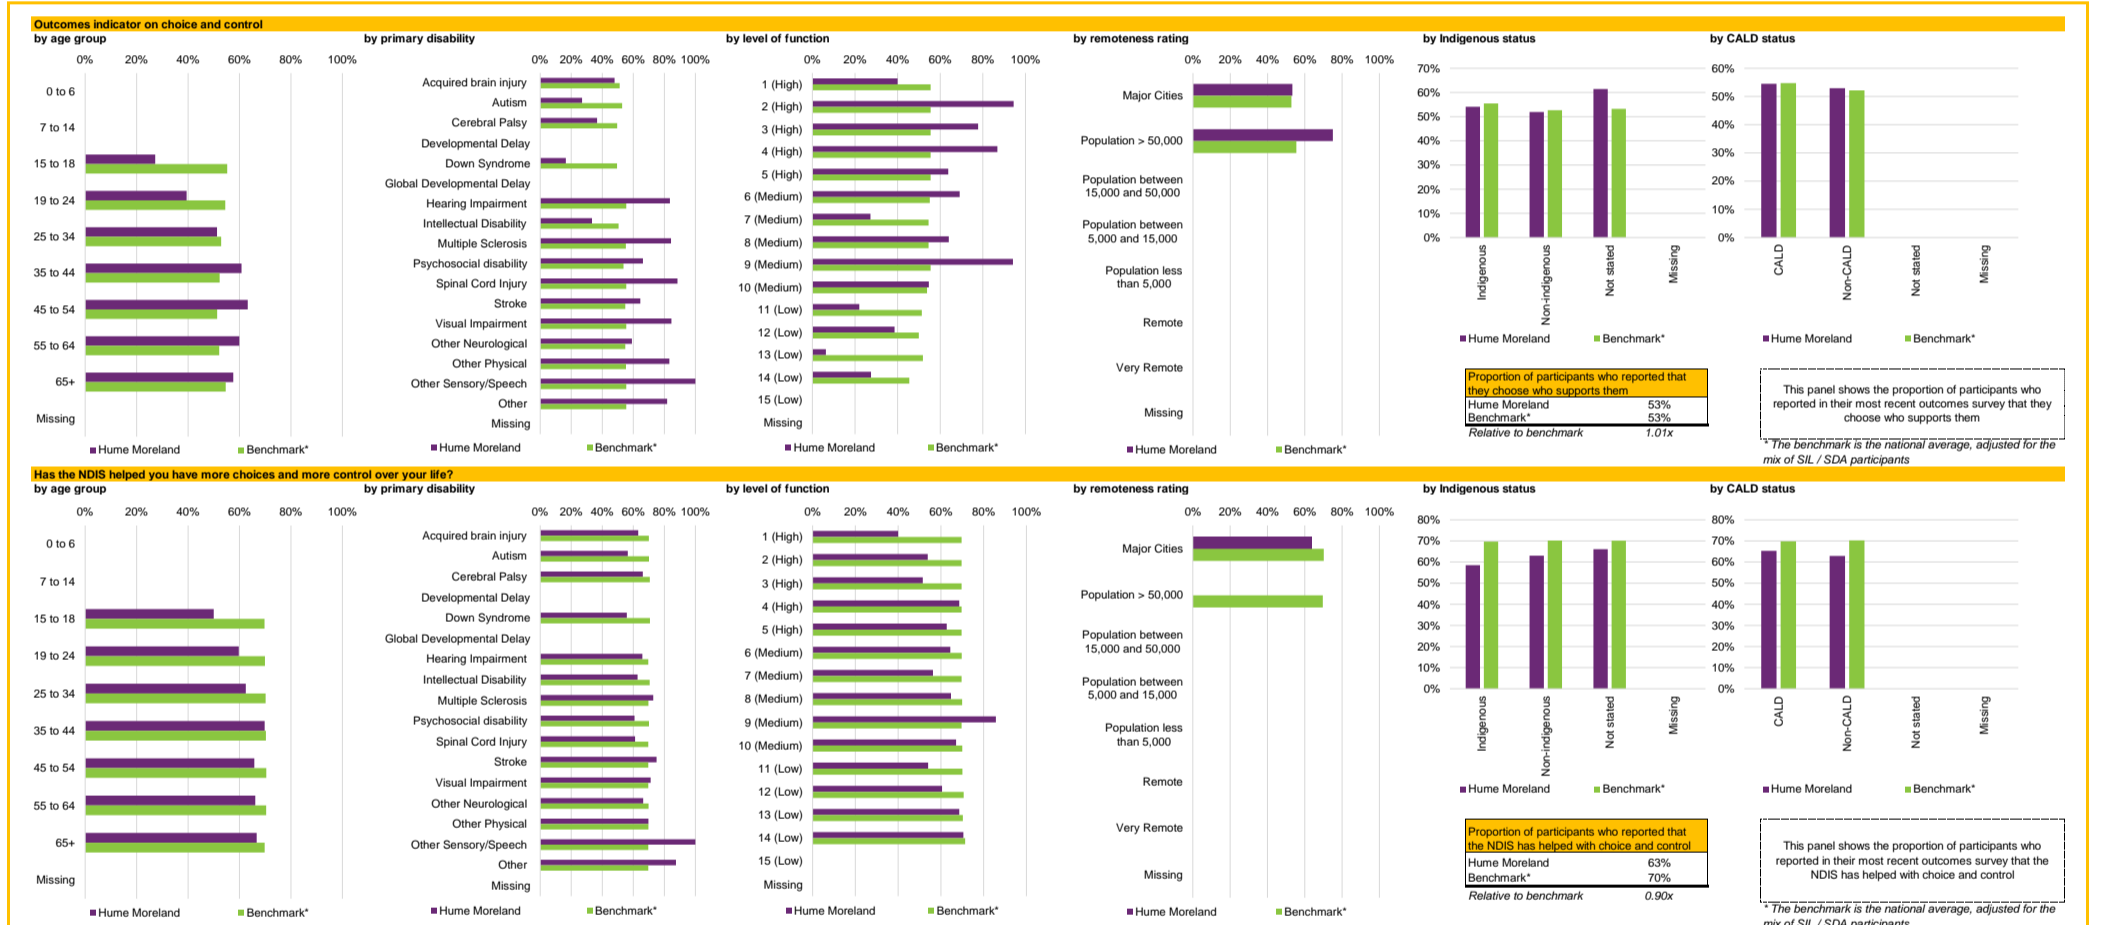 Outcomes indicator on choice and control
by age group
0% 20% 40% 60% 80% 100%
0 to 6
7 to 14
15 to 18
19 to 24
25 to 34
35 to 44
45 to 54
55 to 64
65+
Missing
Hume Moreland Benchmark*
by primary disability
0% 20% 40% 60% 80% 100%
Acquired brain injury
Autism
Cerebral Palsy
Developmental Delay
Down Syndrome
Global Developmental Delay
Hearing Impairment
Intellectual Disability
Multiple Sclerosis
Psychosocial disability
Spinal Cord Injury
Stroke
Visual Impairment
Other Neurological
Other Physical
Other Sensory/Speech
Other
Missing
Hume Moreland Benchmark*
by level of function
0% 20% 40% 60% 80% 100%
1 (High)
2 (High)
3 (High)
4 (High)
5 (High)
6 (Medium)
7 (Medium)
8 (Medium)
9 (Medium)
10 (Medium)
11 (Low)
12 (Low)
13 (Low)
14 (Low)
15 (Low)
Missing
Hume Moreland Benchmark*
by remoteness rating
0% 20% 40% 60% 80% 100%
Major Cities
Population > 50,000
Population between
15,000 and 50,000
Population between
5,000 and 15,000
Population less
than 5,000
Remote
Very Remote
Missing
Hume Moreland Benchmark*
by Indigenous status
70%
60%
50%
40%
30%
20%
10%
0%
Indigenous
Non-indigenous
Not stated
Missing
Hume Moreland Benchmark*
by CALD status
60%
50%
40%
30%
20%
10%
0%
CALD
Non-CALD
Not stated
Missing
Hume Moreland Benchmark*
Proportion of participants who reported that
they choose who supports them
Hume Moreland 53%
Benchmark* 53%
Relative to benchmark 1.01x
This panel shows the proportion of participants who
reported in their most recent outcomes survey that they
choose who supports them
* The benchmark is the national average, adjusted for the
mix of SIL / SDA participants
Has the NDIS helped you have more choices and more control over your life?
by age group
0% 20% 40% 60% 80% 100%
0 to 6
7 to 14
15 to 18
19 to 24
25 to 34
35 to 44
45 to 54
55 to 64
65+
Missing
Hume Moreland Benchmark*
by primary disability
0% 20% 40% 60% 80% 100%
Acquired brain injury
Autism
Cerebral Palsy
Developmental Delay
Down Syndrome
Global Developmental Delay
Hearing Impairment
Intellectual Disability
Multiple Sclerosis
Psychosocial disability
Spinal Cord Injury
Stroke
Visual Impairment
Other Neurological
Other Physical
Other Sensory/Speech
Other
Missing
Hume Moreland Benchmark*
by level of function
0% 20% 40% 60% 80% 100%
1 (High)
2 (High)
3 (High)
4 (High)
5 (High)
6 (Medium)
7 (Medium)
8 (Medium)
9 (Medium)
10 (Medium)
11 (Low)
12 (Low)
13 (Low)
14 (Low)
15 (Low)
Missing
Hume Moreland Benchmark*
by remoteness rating
0% 20% 40% 60% 80% 100%
Major Cities
Population > 50,000
Population between
15,000 and 50,000
Population between
5,000 and 15,000
Population less
than 5,000
Remote
Very Remote
Missing
Hume Moreland Benchmark*
by Indigenous status
80%
70%
60%
50%
40%
30%
20%
10%
0%
Indigenous
Non-indigenous
Not stated
Missing
Hume Moreland Benchmark*
by CALD status
80%
70%
60%
50%
40%
30%
20%
10%
0%
CALD
Non-CALD
Not stated
Missing
Hume Moreland Benchmark*
Proportion of participants who reported that
the NDIS has helped with choice and control
Hume Moreland 63%
Benchmark* 70%
Relative to benchmark 0.90x
This panel shows the proportion of participants who
reported in their most recent outcomes survey that the
NDIS has helped with choice and control
* The benchmark is the national average, adjusted for the
mix of SIL / SDA participants